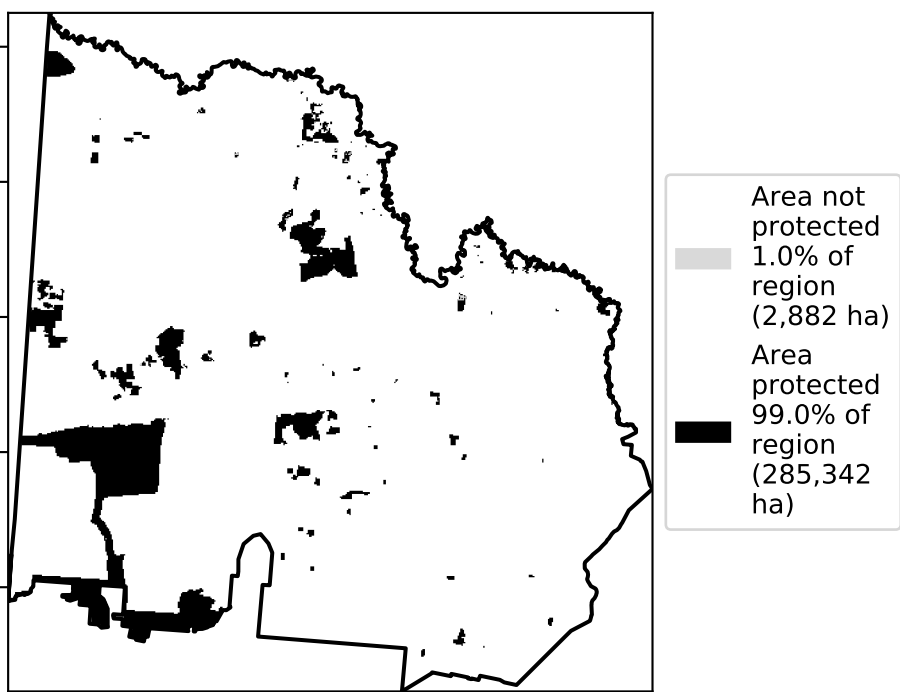 Area not
protected
1.0% of
region
(2,882 ha)
Area
protected
99.0% of
region
(285,342
ha)